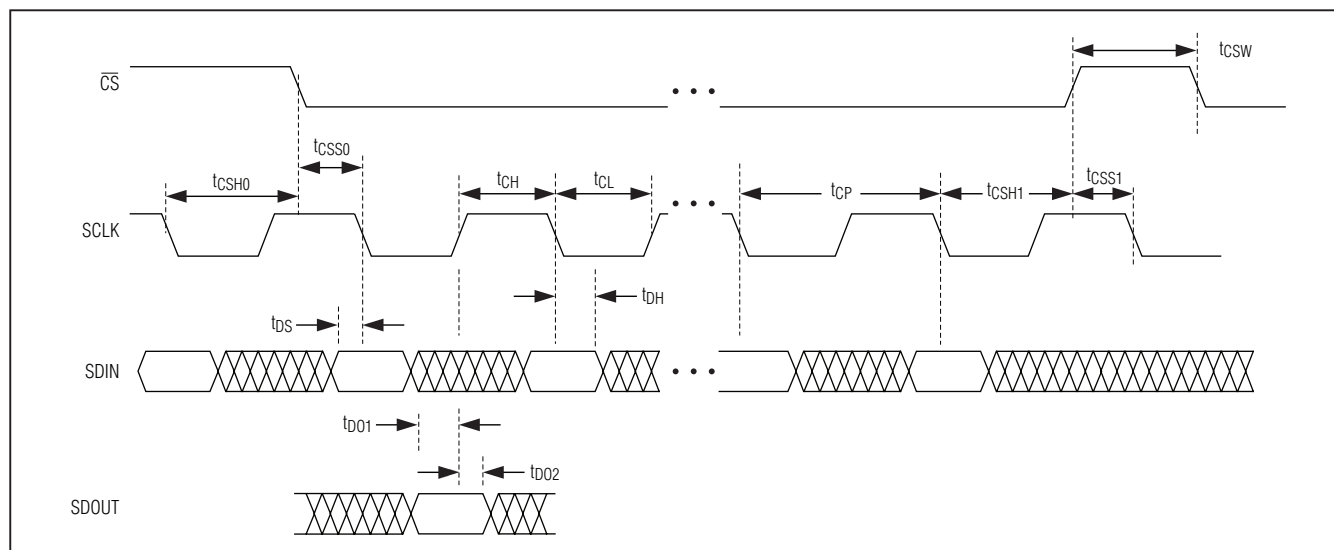 tCSW
CS
tCSS0
tCSH0
tCH
tCL
tCP
tCSH1
tCSS1
SCLK
tDH
tDS
SDIN
tDO1
tDO2
SDOUT